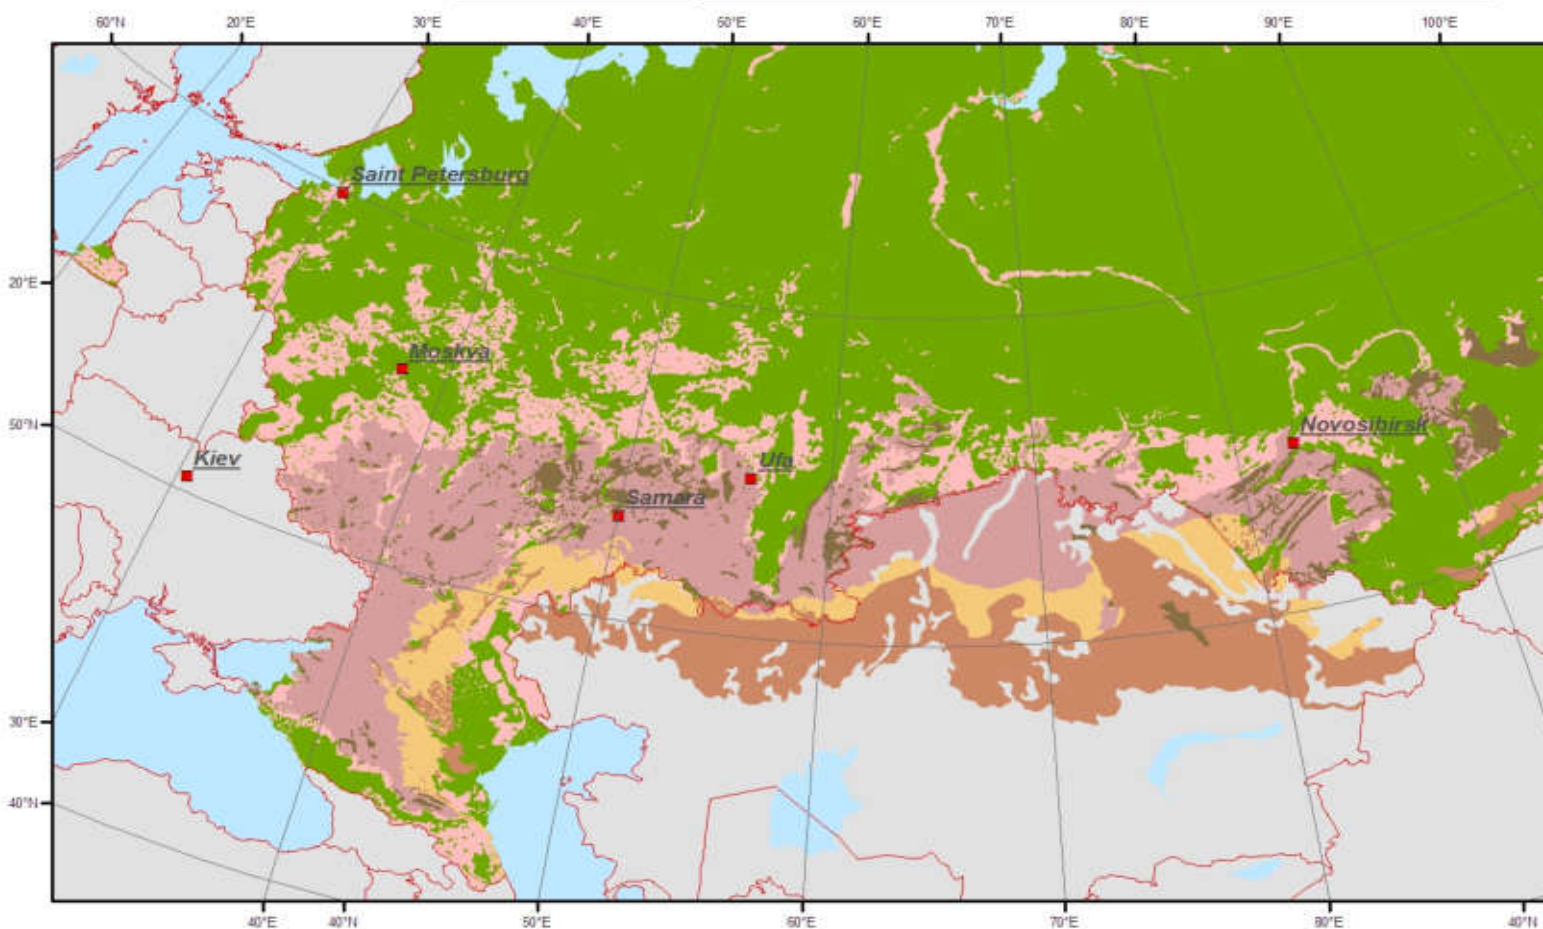 60°N 20°E 30°E 40°E 50°E 60°E 70°E 80°E 90°E 100°E
Saint Petersburg
20°E
Moskva
50°N
Novosibirsk
Kiev
Ufa
Samara
30°E
40°N
40°E 40°N 50°E 60°E 70°E 80°E 40°N